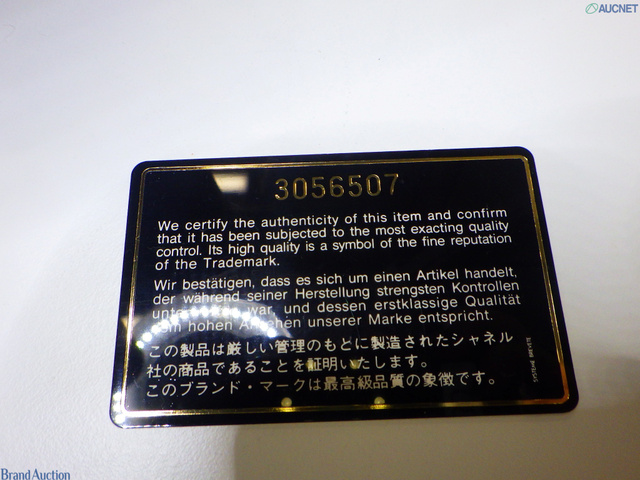 AUCNET
3056507
We certify the authenticity of this item and confirm
that it has been subjected to the most exacting quality
control. Its high quality is a symbol of the fine reputation
of the Trademark.
Wir bestätigen, dass es sich um einen Artikel handelt,
der während seiner Herstellung strengsten Kontrollen
war, und dessen erstklassige Qualität
hohen Ansehen unserer Marke entspricht.
この製品は厳しい管理のもとに製造されたシャネル
社の商品であることを証明いたします。
このブランド・マークは最高級品質の象徴です。
SYSTEME BREVETE
Brand Auction